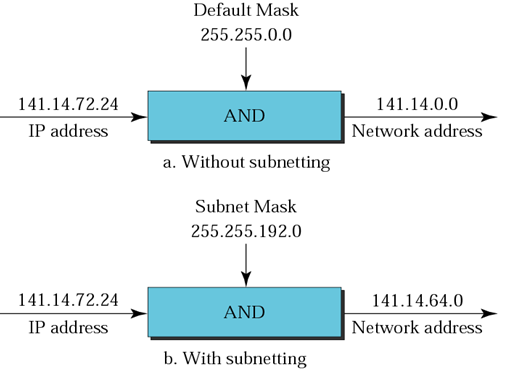 Default Mask
255.255.0.0
141.14.72.24
IP address
AND
141.14.0.0
Network address
a. Without subnetting
Subnet Mask
255.255.192.0
141.14.72.24
IP address
AND
141.14.64.0
Network address
b. With subnetting